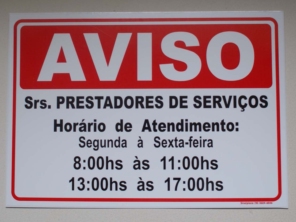 AVISO
Srs. PRESTADORES DE SERVIÇOS
Horário de Atendimento:
Segunda à Sexta-feira
8:00hs às 11:00hs
13:00hs às 17:00hs